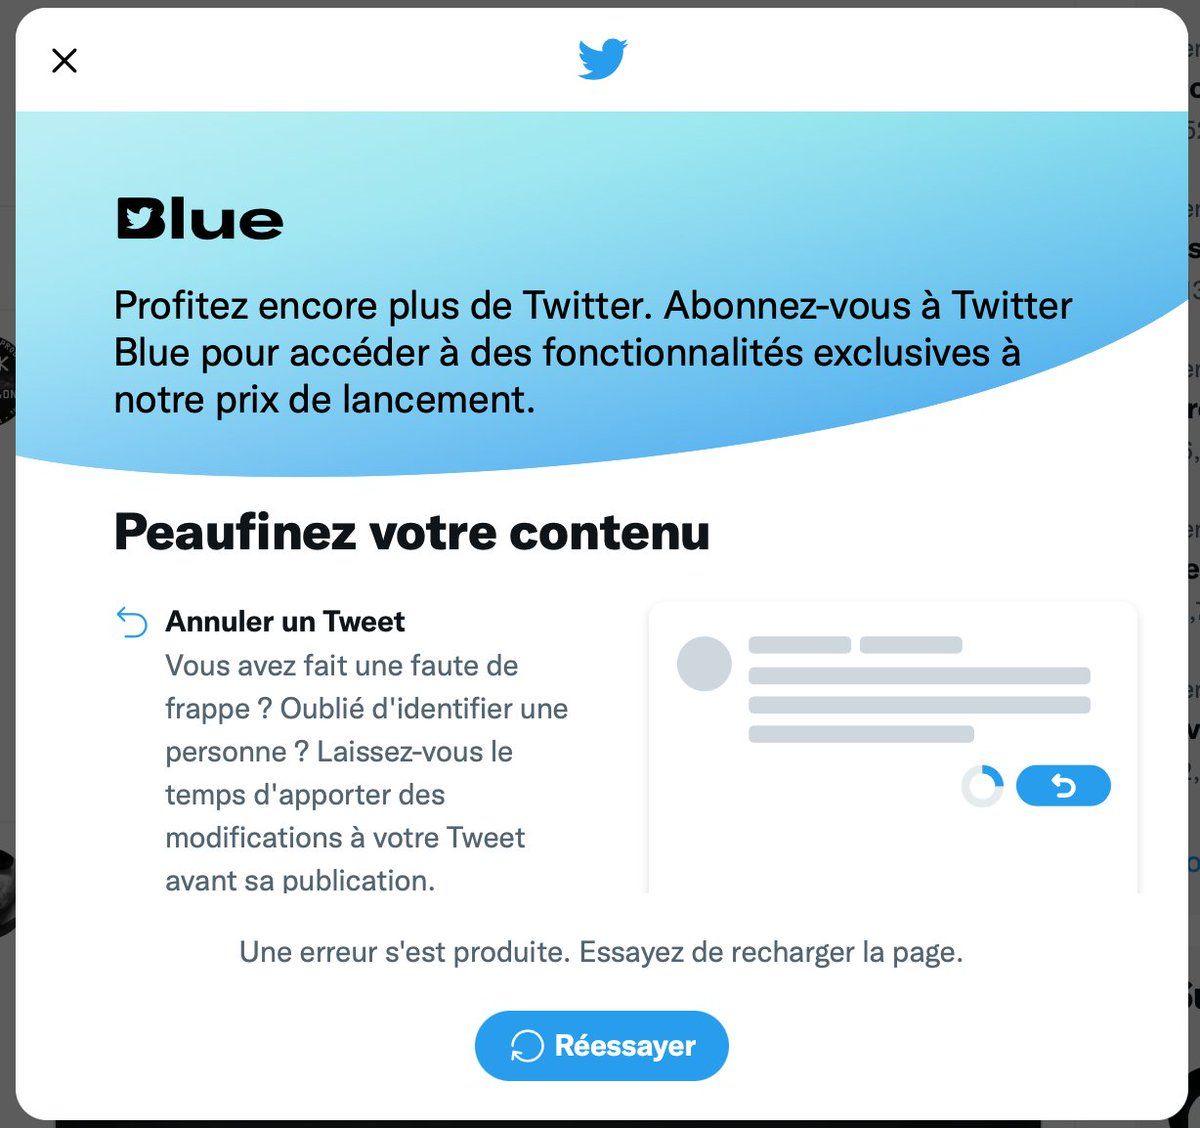 Blue
Profitez encore plus de Twitter. Abonnez-vous à Twitter
Blue pour accéder à des fonctionnalités exclusives à
notre prix de lancement.
Peaufinez votre contenu
Annuler un Tweet
Vous avez fait une faute de
frappe ? Oublié d'identifier une
personne ? Laissez-vous le
temps d'apporter des
modifications à votre Tweet
avant sa publication.
Une erreur s'est produite. Essayez de recharger la page.
Réessayer